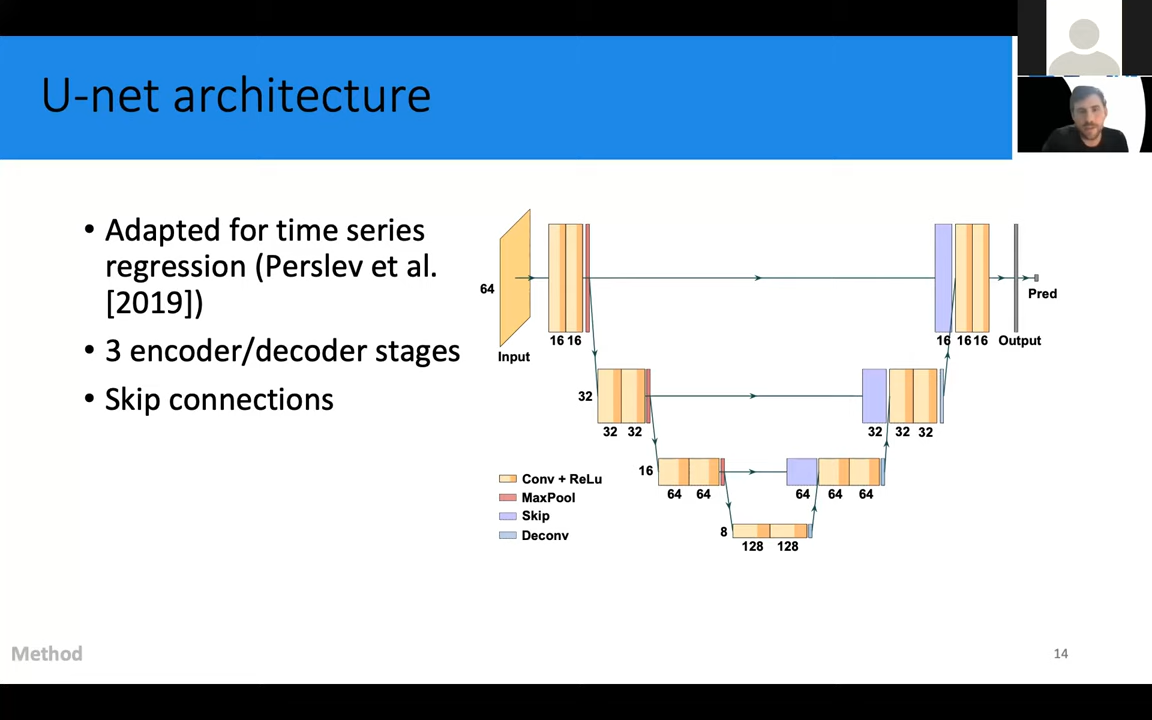 U-net architecture
• Adapted for time series
regression (Perslev et al.
[2019])
• 3 encoder/decoder stages
• Skip connections
64
Input
16 16
32
32 32
16
64 64
8
128 128
64 64 64
32 32 32
16 16 16
Output
Pred
Conv + ReLu
MaxPool
Skip
Deconv
Method
14